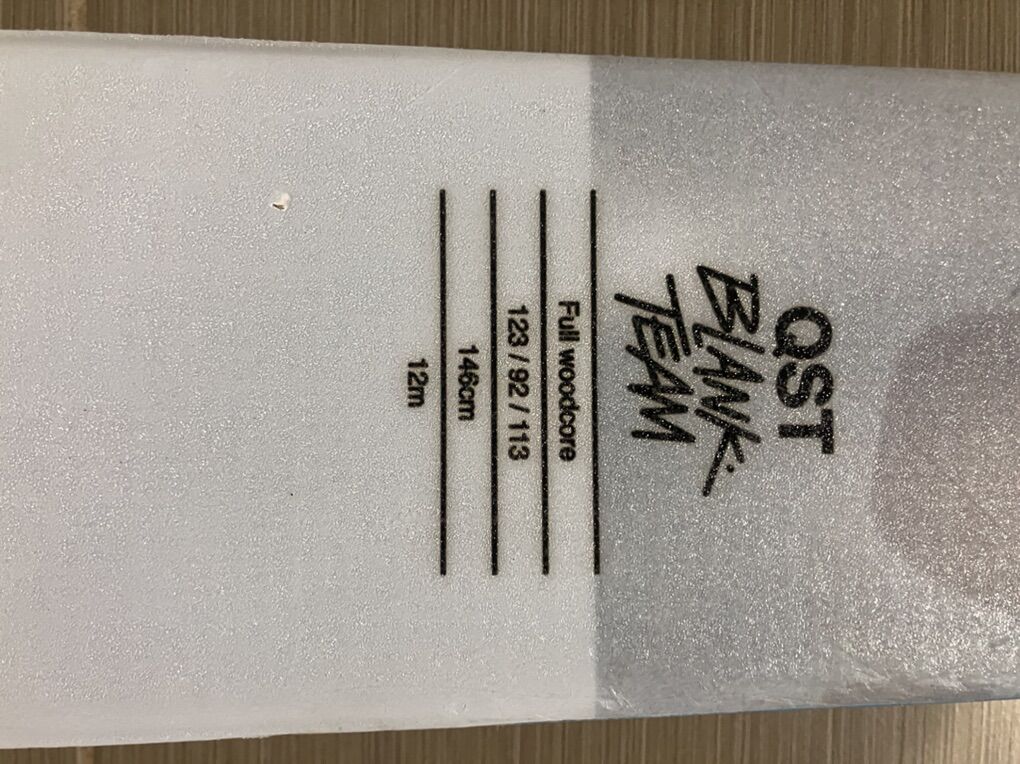 QST
BLANK
TEAM
Full woodcore
123 / 92 / 113
146cm
12m